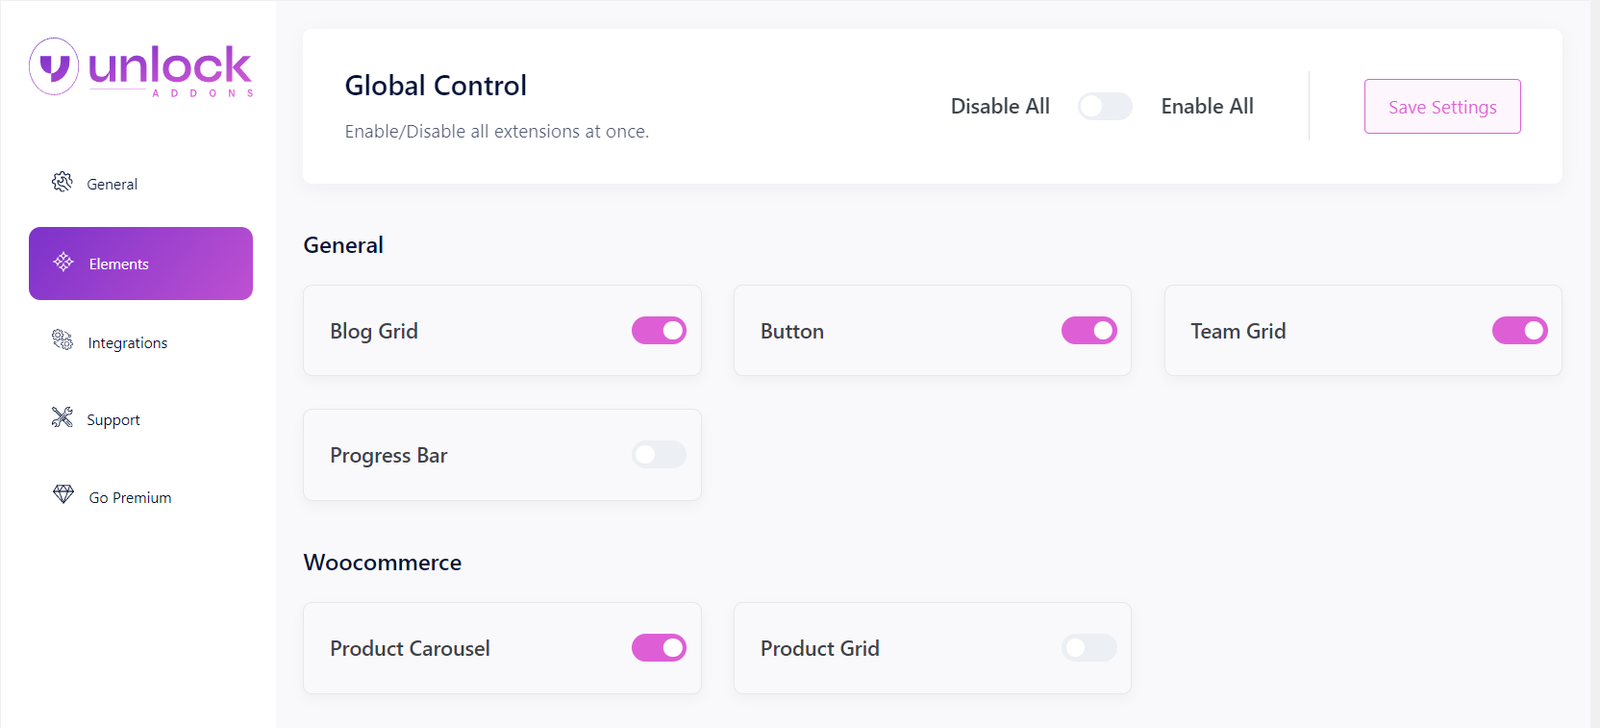 unlock
ADDONS
General
Elements
Integrations
Support
Go Premium
Global Control
Enable/Disable all extensions at once.
Disable All
Enable All
Save Settings
General
Blog Grid
Button
Team Grid
Progress Bar
Woocommerce
Product Carousel
Product Grid